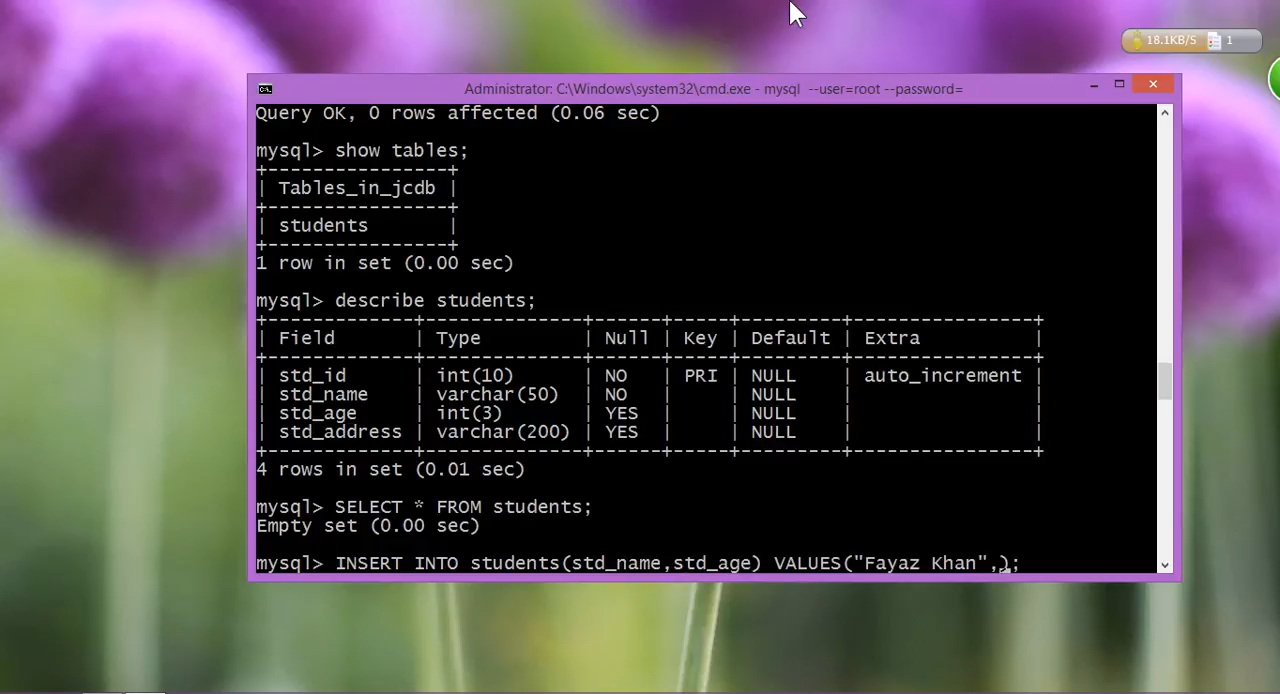 18.1KB/S 1
Administrator: C:\Windows\system32\cmd.exe - mysql --user=root --password=
Query OK, 0 rows affected (0.06 sec)
mysql> show tables;
+----------------+
| Tables_in_jcdb |
+----------------+
| students       |
+----------------+
1 row in set (0.00 sec)
mysql> describe students;
+-------------+--------------+------+-----+---------+----------------+
| Field       | Type         | Null | Key | Default | Extra          |
+-------------+--------------+------+-----+---------+----------------+
| std_id      | int(10)      | NO   | PRI | NULL    | auto_increment |
| std_name    | varchar(50)  | NO   |     | NULL    |                |
| std_age     | int(3)       | YES  |     | NULL    |                |
| std_address | varchar(200) | YES  |     | NULL    |                |
+-------------+--------------+------+-----+---------+----------------+
4 rows in set (0.01 sec)
mysql> SELECT * FROM students;
Empty set (0.00 sec)
mysql> INSERT INTO students(std_name,std_age) VALUES("Fayaz Khan",);